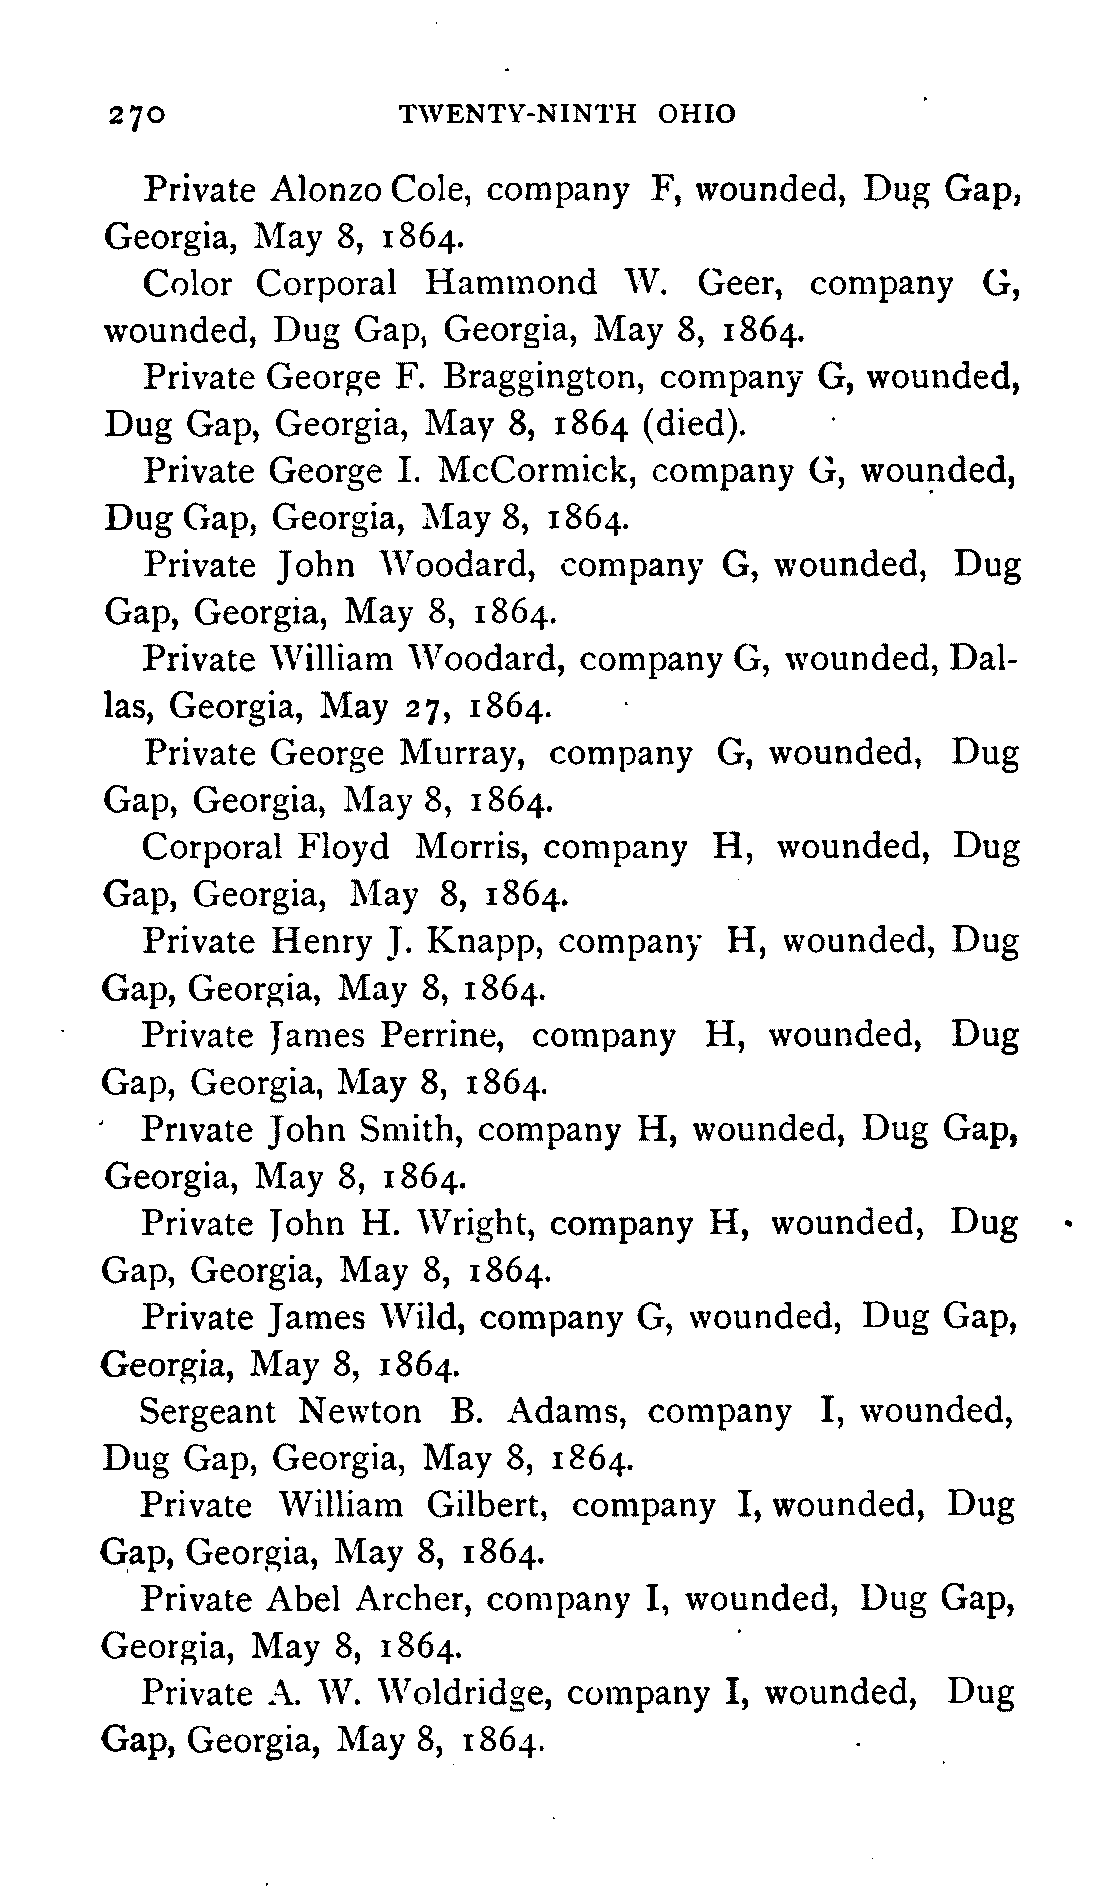 270 TWENTY-NINTH OHIO
Private Alonzo Cole, company F, wounded, Dug Gap,
Georgia, May 8, 1864.
Color Corporal Hammond W. Geer, company G,
wounded, Dug Gap, Georgia, May 8, 1864.
Private George F. Braggington, company G, wounded,
Dug Gap, Georgia, May 8, 1864 (died).
Private George I. McCormick, company G, wounded,
Dug Gap, Georgia, May 8, 1864.
Private John Woodard, company G, wounded, Dug
Gap, Georgia, May 8, 1864.
Private William Woodard, company G, wounded, Dal-
las, Georgia, May 27, 1864.
Private George Murray, company G, wounded, Dug
Gap, Georgia, May 8, 1864.
Corporal Floyd Morris, company H, wounded, Dug
Gap, Georgia, May 8, 1864.
Private Henry J. Knapp, company H, wounded, Dug
Gap, Georgia, May 8, 1864.
Private James Perrine, company H, wounded, Dug
Gap, Georgia, May 8, 1864.
Private John Smith, company H, wounded, Dug Gap,
Georgia, May 8, 1864.
Private John H. Wright, company H, wounded, Dug
Gap, Georgia, May 8, 1864.
Private James Wild, company G, wounded, Dug Gap,
Georgia, May 8, 1864.
Sergeant Newton B. Adams, company I, wounded,
Dug Gap, Georgia, May 8, 1864.
Private William Gilbert, company I, wounded, Dug
Gap, Georgia, May 8, 1864.
Private Abel Archer, company I, wounded, Dug Gap,
Georgia, May 8, 1864.
Private A. W. Woldridge, company I, wounded, Dug
Gap, Georgia, May 8, 1864.